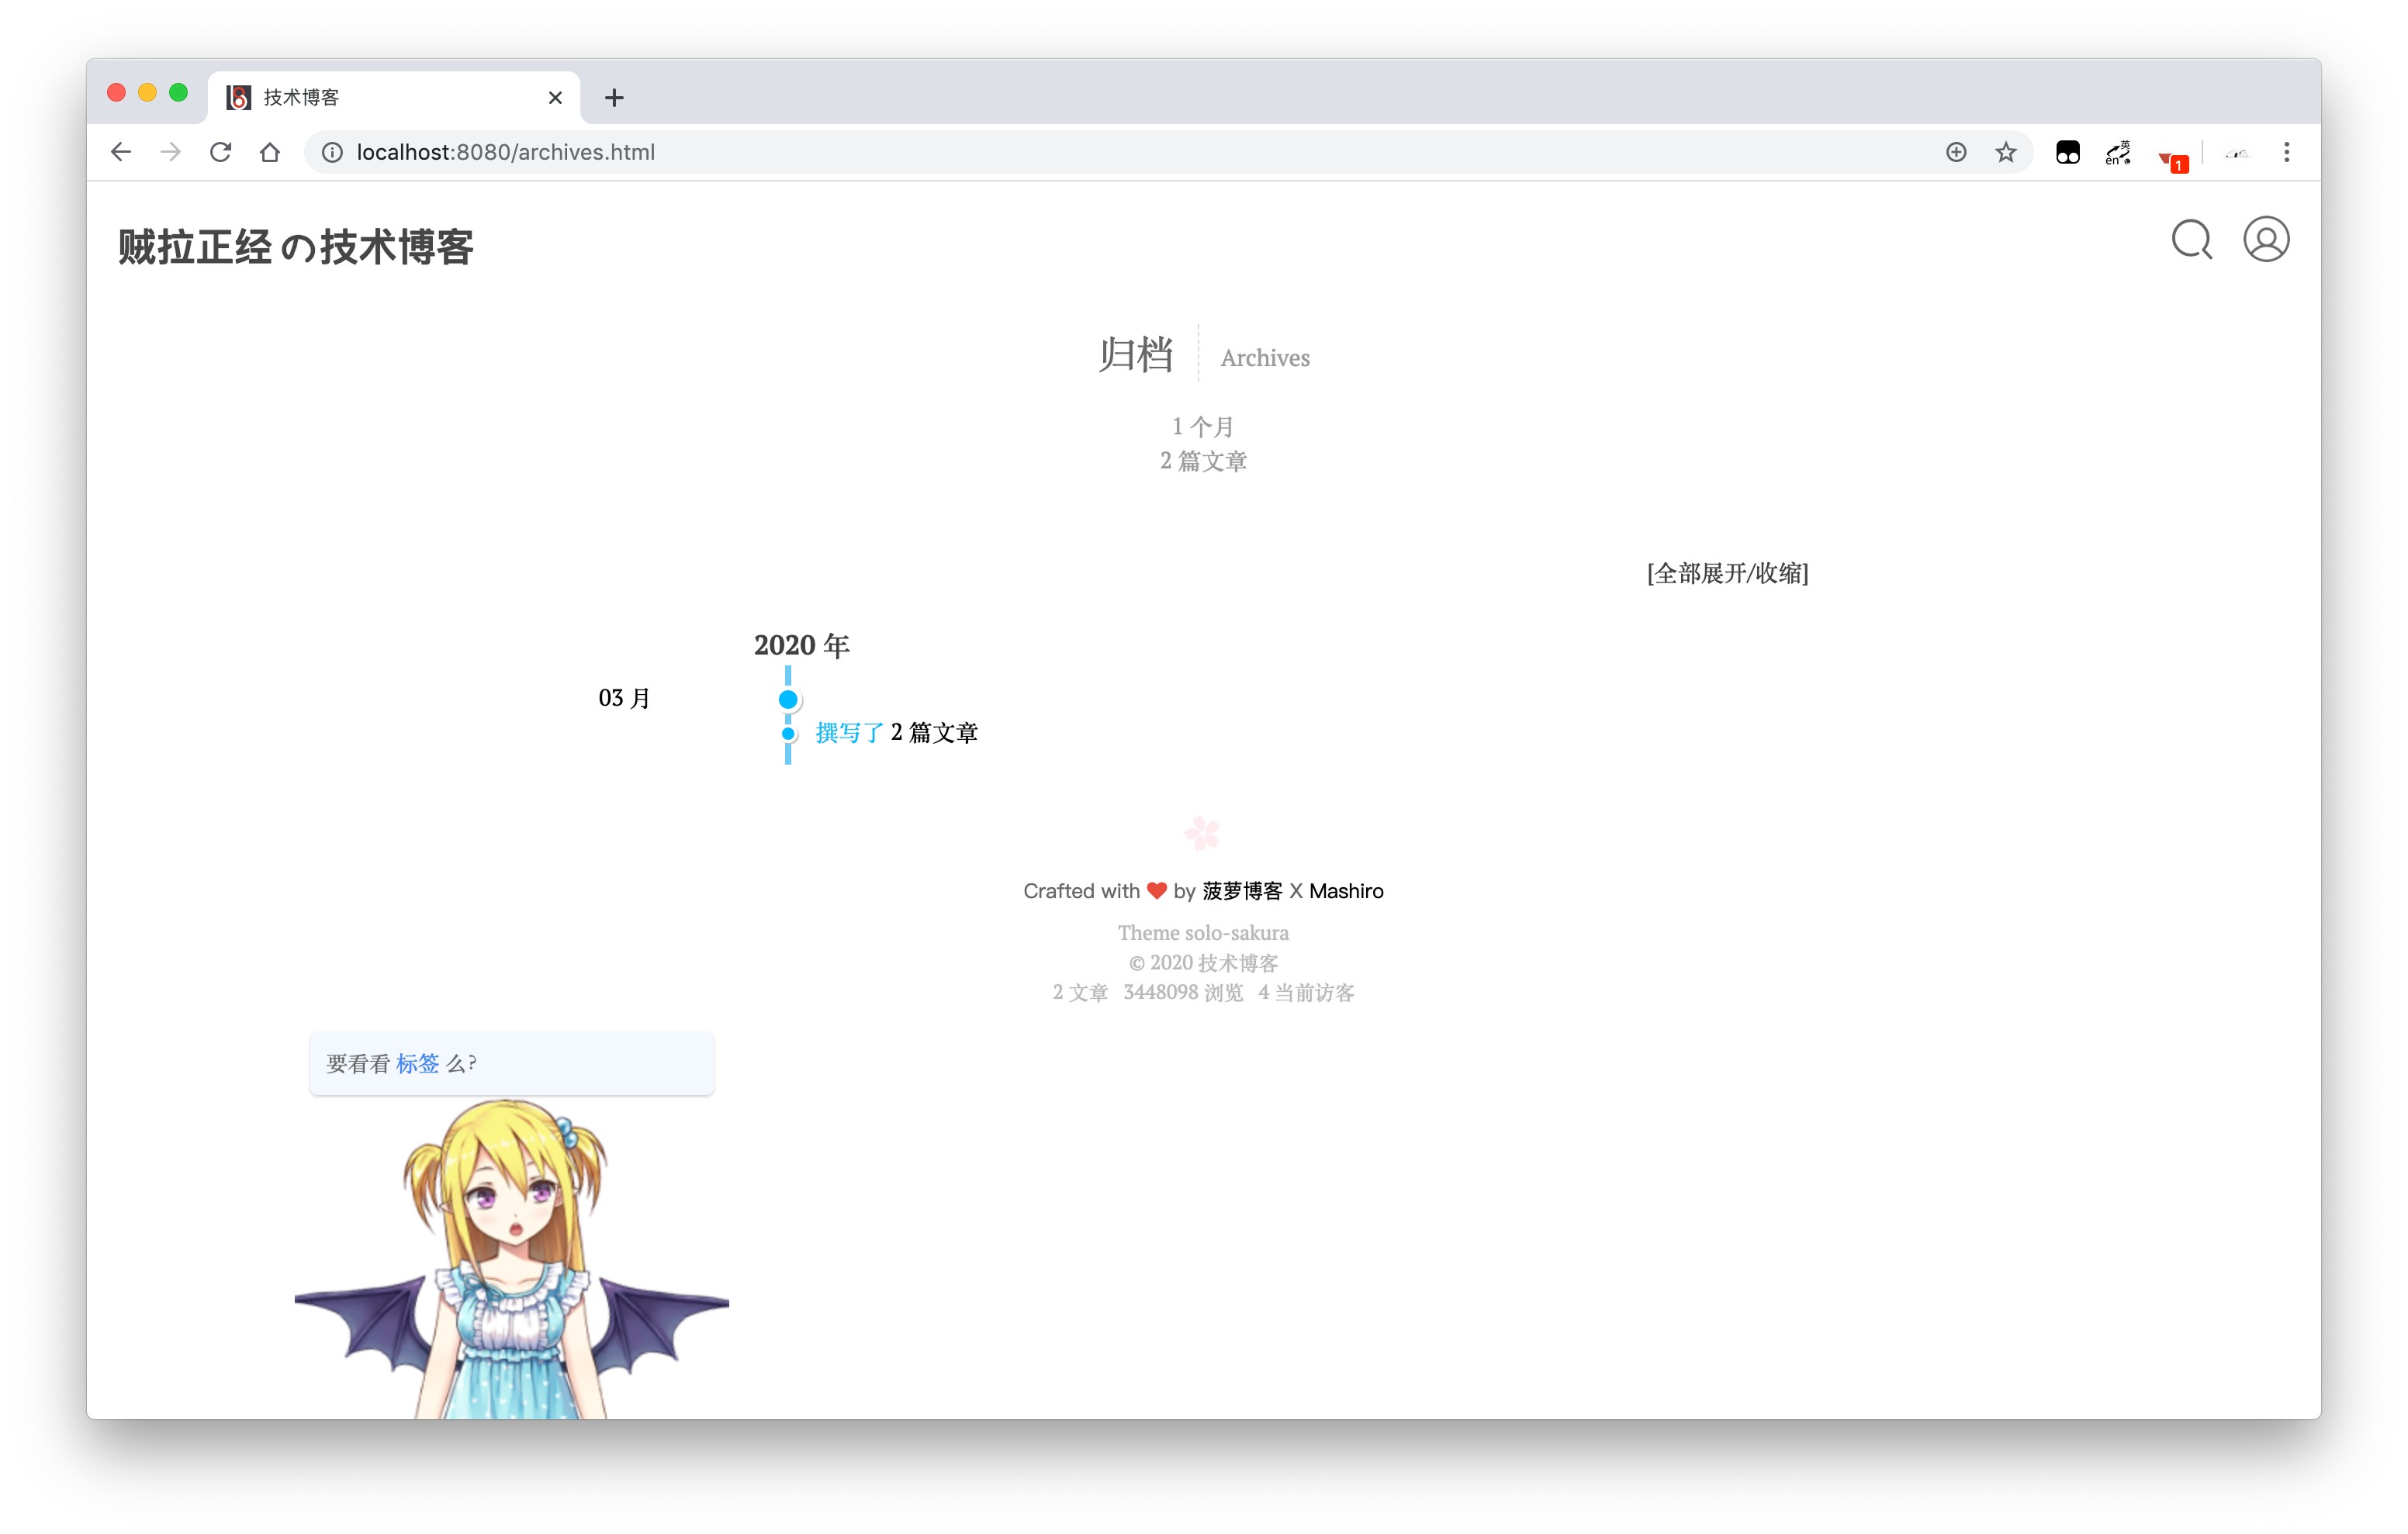 技术博客
localhost:8080/archives.html
英
en
1
贼拉正经の技术博客
归档
Archives
1 个月
2 篇文章
[全部展开/收缩]
2020 年
03 月
撰写了 2 篇文章
Crafted with ❤ by 菠萝博客 X Mashiro
Theme solo-sakura
© 2020 技术博客
2 文章 3448098 浏览 4 当前访客
要看看 标签 么?